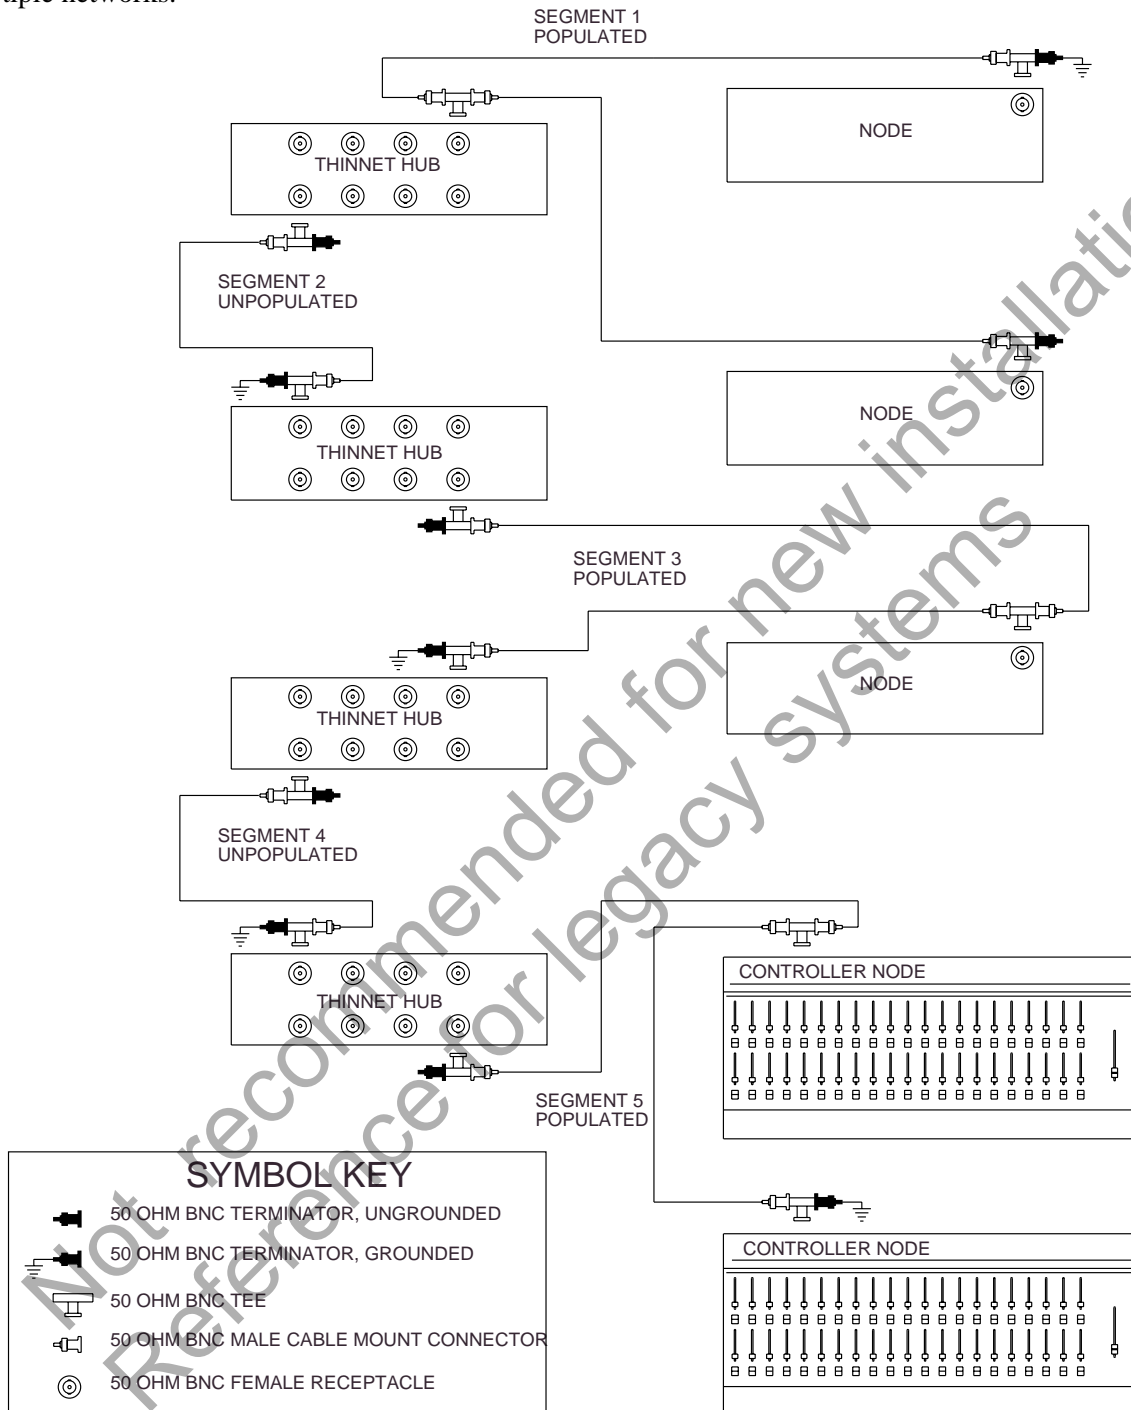 tiple networks.
SEGMENT 1
POPULATED
NODE
THINNET HUB
SEGMENT 2
UNPOPULATED
NODE
THINNET HUB
SEGMENT 3
POPULATED
NODE
THINNET HUB
SEGMENT 4
UNPOPULATED
CONTROLLER NODE
THINNET HUB
SEGMENT 5
POPULATED
SYMBOL KEY
50 OHM BNC TERMINATOR, UNGROUNDED
50 OHM BNC TERMINATOR, GROUNDED
50 OHM BNC TEE
50 OHM BNC MALE CABLE MOUNT CONNECTOR
50 OHM BNC FEMALE RECEPTACLE
CONTROLLER NODE
Not recommended for new installatio
Reference for legacy systems